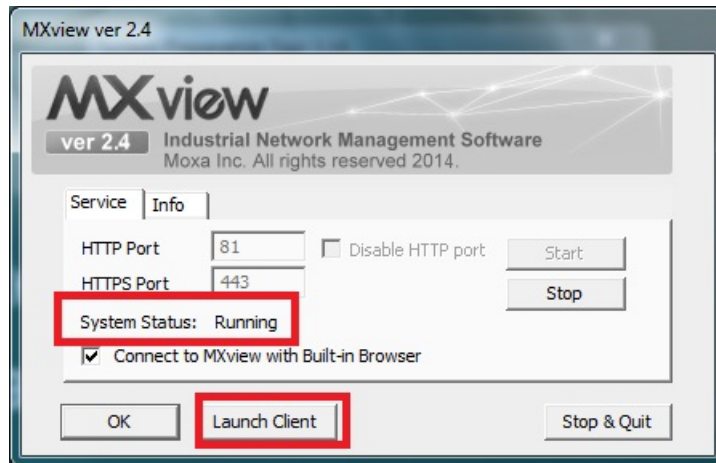 MXview ver 2.4
MXview
ver 2.4 Industrial Network Management Software
Moxa Inc. All rights reserved 2014.
Service Info
HTTP Port 81 Disable HTTP port Start
HTTPS Port 443 Stop
System Status: Running
Connect to MXview with Built-in Browser
OK Launch Client Stop & Quit